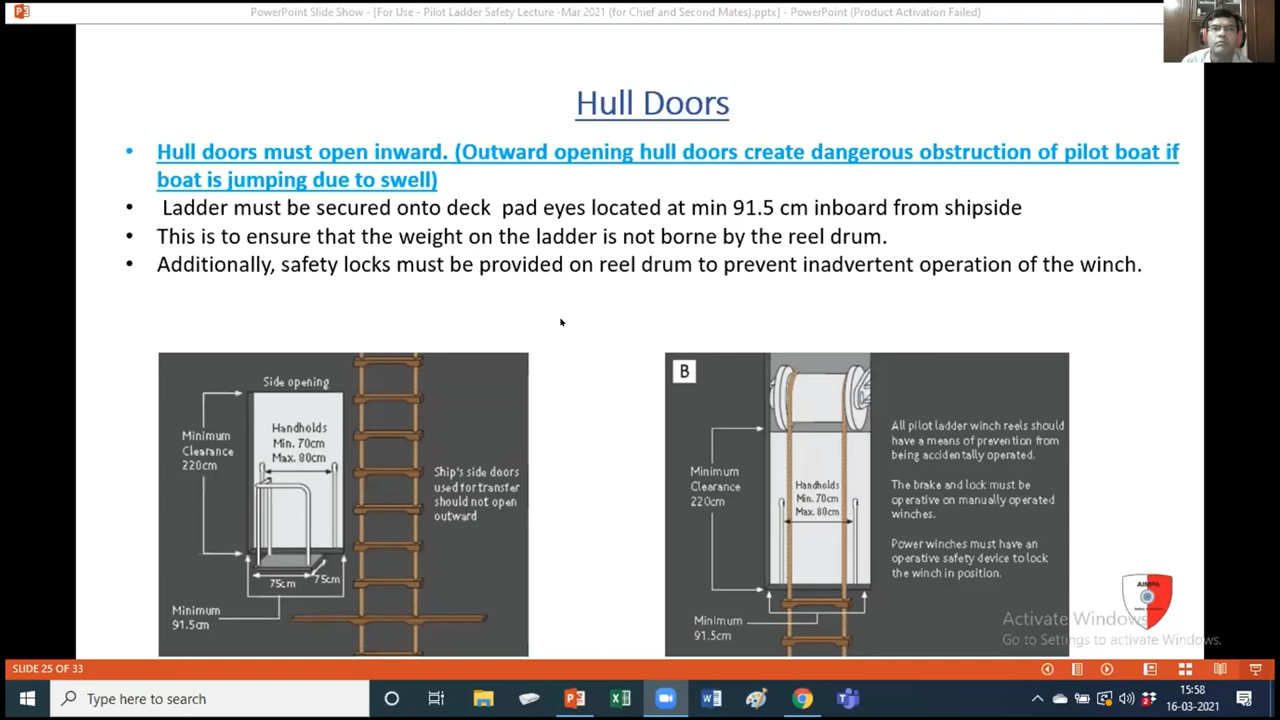 PowerPoint Slide Show - [For Use - Pilot Ladder Safety Lecture -Mar 2021 (for Chief and Second Mates).pptx] - PowerPoint (Product Activation Failed)
Hull Doors
• Hull doors must open inward. (Outward opening hull doors create dangerous obstruction of pilot boat if
boat is jumping due to swell)
• Ladder must be secured onto deck pad eyes located at min 91.5 cm inboard from shipside
• This is to ensure that the weight on the ladder is not borne by the reel drum.
• Additionally, safety locks must be provided on reel drum to prevent inadvertent operation of the winch.
Side opening
Minimum
Clearance
220cm
Handholds
Min. 70cm
Max. 80cm
Ship's side doors
used for transfer
should not open
outward
75cm
75cm
Minimum
91.5cm
B
Minimum
Clearance
220cm
Handholds
Min. 70cm
Max. 80cm
Minimum
91.5cm
All pilot ladder winch reels should
have a means of prevention from
being accidentally operated.
The brake and lock must be
operative on manually operated
winches.
Power winches must have an
operative safety device to lock
the winch in position.
AIMPA
Activate Windows
Go to Settings to activate Windows.
SLIDE 25 OF 33
Type here to search
15:58
16-03-2021